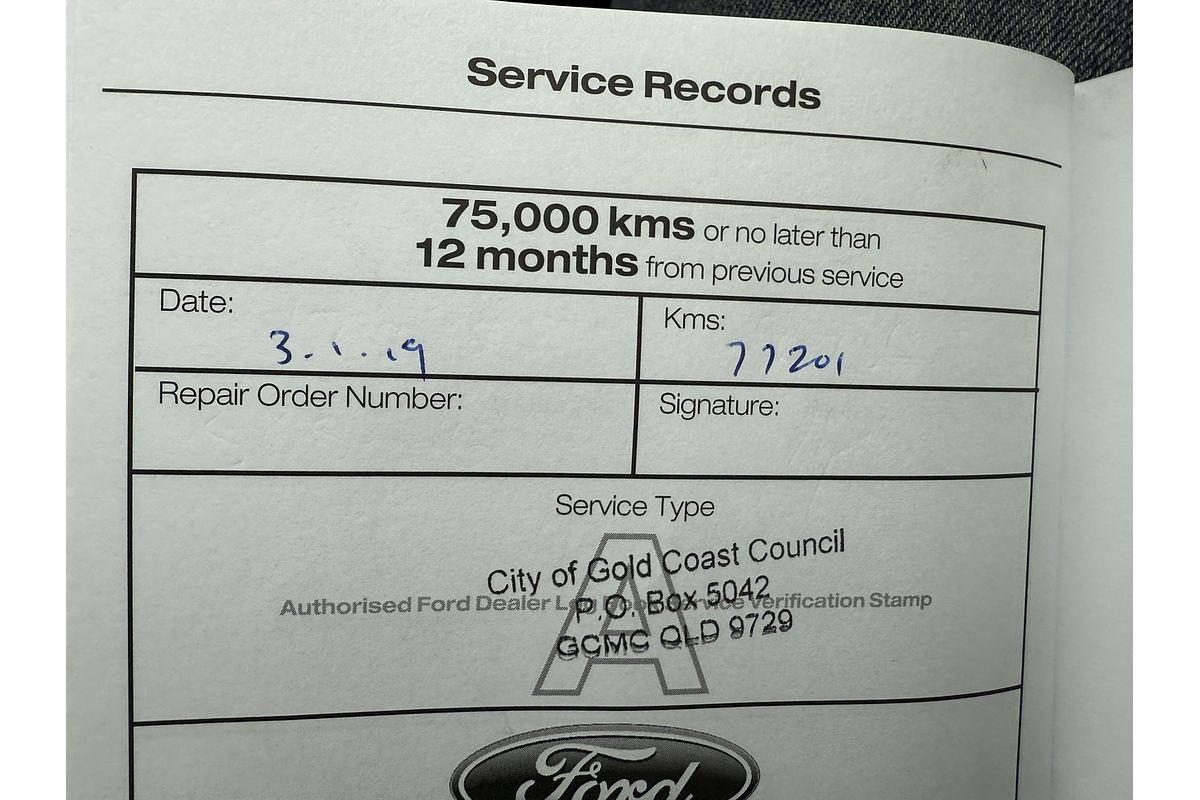 Service Records
75,000 kms or no later than
12 months from previous service
Date:
3.1.19
Kms:
77201
Repair Order Number:
Signature:
Service Type
A
City of Gold Coast Council
Authorised Ford Dealer Log Book Service Verification Stamp
P.O. Box 5042
GCMC QLD 9729
Ford